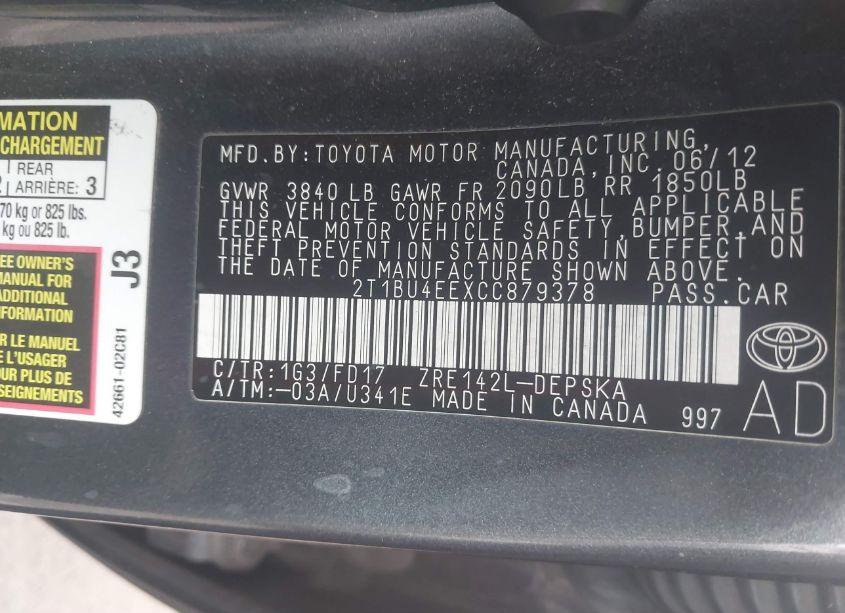 MATION
CHARGEMENT
REAR
ARRIÈRE: 3
70 kg or 825 lbs.
kg ou 825 lb.
EE OWNER'S
MANUAL FOR
ADDITIONAL
NFORMATION
R LE MANUEL
E L'USAGER
OUR PLUS DE
SEIGNEMENTS
J3
42661-02C81
MFD.BY:TOYOTA MOTOR MANUFACTURING,
CANADA,INC.06/12
GVWR 3840LB GAWR FR 2090LB RR 1850LB
THIS VEHICLE CONFORMS TO ALL APPLICABLE
FEDERAL MOTOR VEHICLE SAFETY,BUMPER,AND
THEFT PREVENTION STANDARDS IN EFFECT ON
THE DATE OF MANUFACTURE SHOWN ABOVE.
2T1BU4EEXCC879378 PASS.CAR
C/TR:1G3/FD17 ZRE142L-DEPSKA
A/TM:-03A/U341E MADE IN CANADA 997
AD